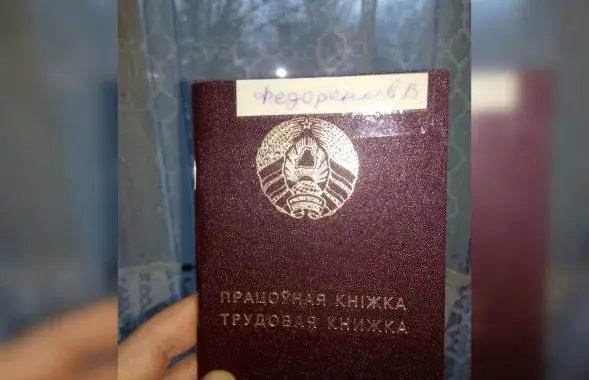 Федоренков В.
ПРАЦОЎНАЯ КНІЖКА
ТРУДОВАЯ КНИЖКА